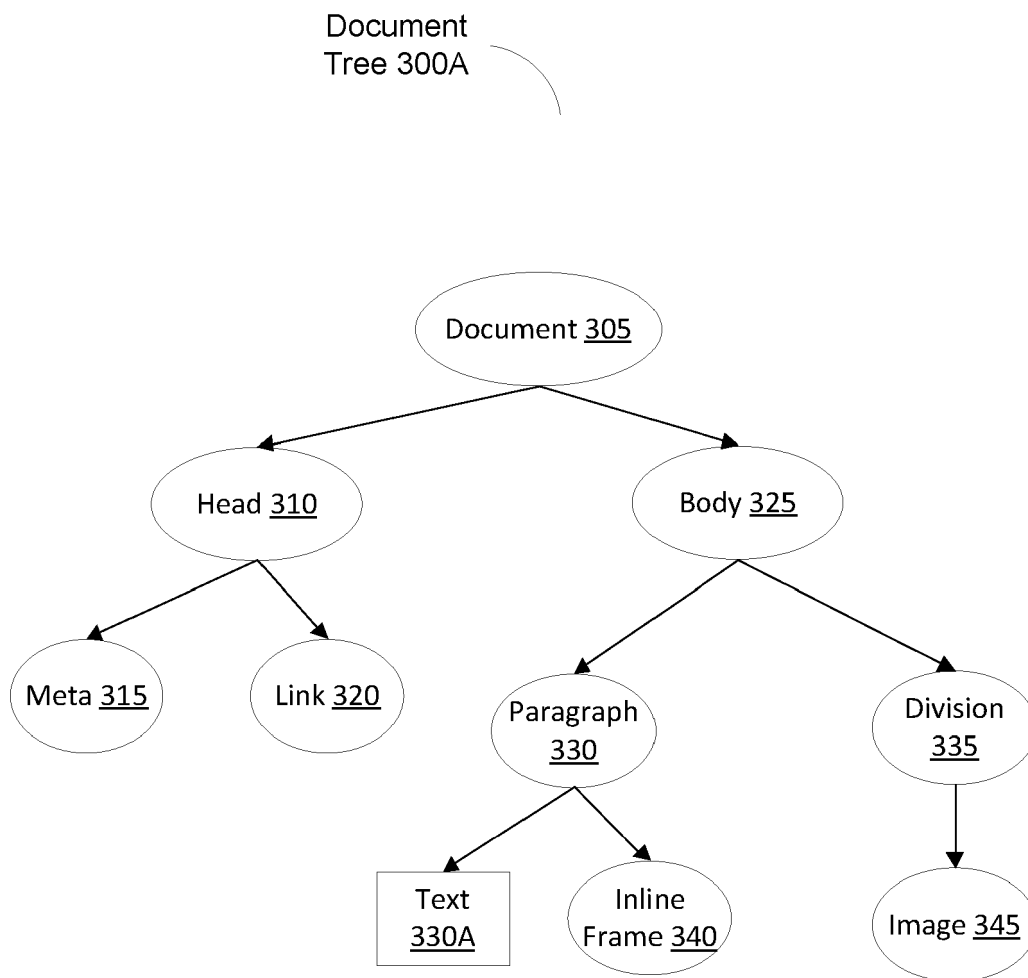 Document
Tree 300A
Document 305
Head 310
Body 325
Meta 315
Link 320
Paragraph
330
Division
335
Text
330A
Inline
Frame 340
Image 345